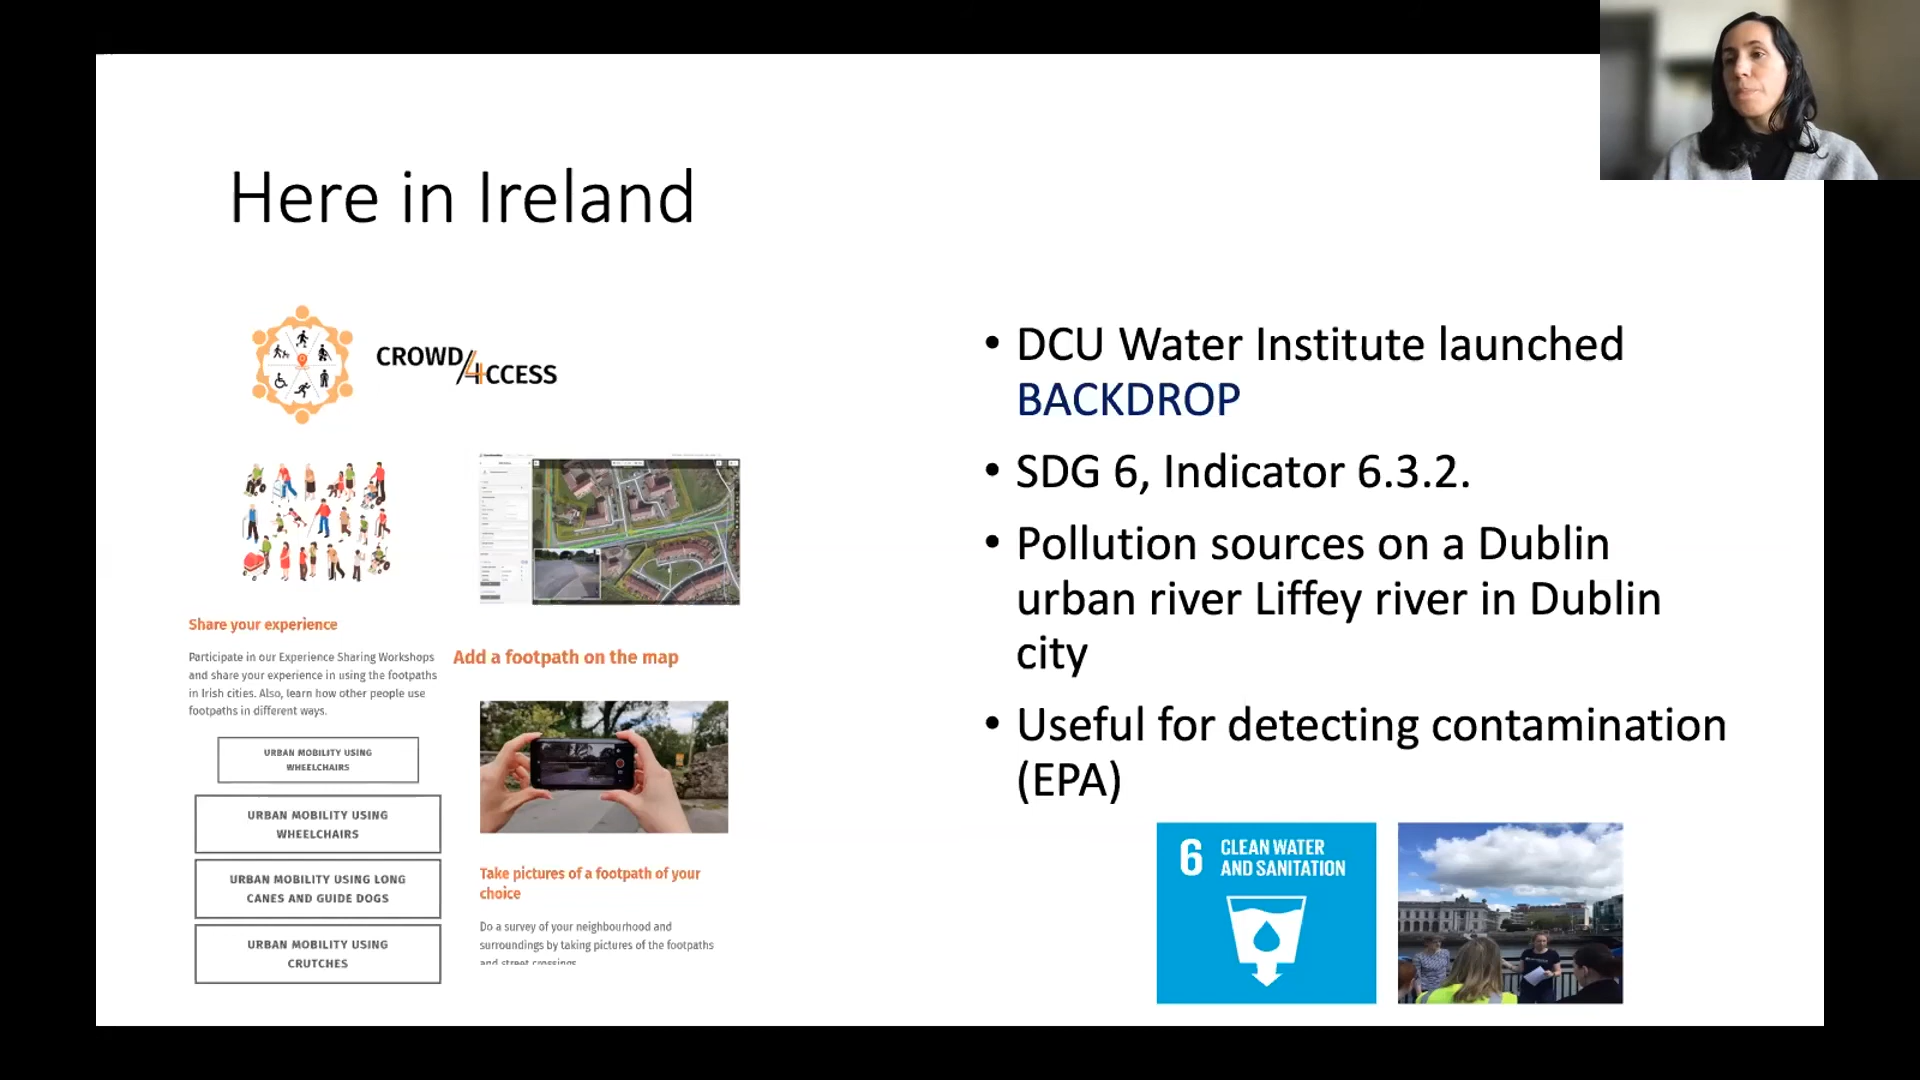 Here in Ireland
CROWD4CCESS
Share your experience
Participate in our Experience Sharing Workshops
and share your experience in using the footpaths
in Irish cities. Also, learn how other people use
footpaths in different ways.
URBAN MOBILITY USING
WHEELCHAIRS
URBAN MOBILITY USING
WHEELCHAIRS
URBAN MOBILITY USING LONG
CANES AND GUIDE DOGS
URBAN MOBILITY USING
CRUTCHES
Add a footpath on the map
Take pictures of a footpath of your
choice
Do a survey of your neighbourhood and
surroundings by taking pictures of the footpaths
and street crossings
• DCU Water Institute launched
BACKDROP
• SDG 6, Indicator 6.3.2.
• Pollution sources on a Dublin
urban river Liffey river in Dublin
city
• Useful for detecting contamination
(EPA)
6 CLEAN WATER
AND SANITATION